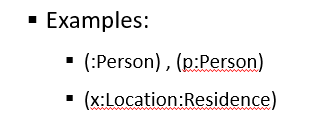 ▪ Examples:
▪ (:Person) , (p:Person)
▪ (x:Location:Residence)